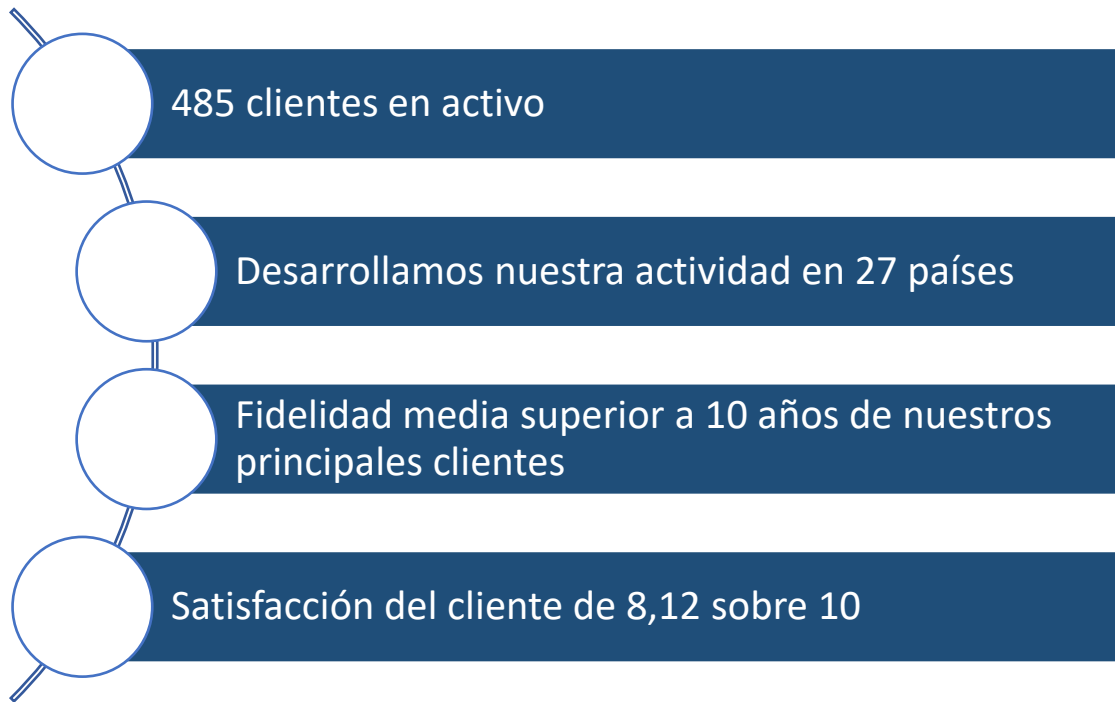 485 clientes en activo
Desarrollamos nuestra actividad en 27 países
Fidelidad media superior a 10 años de nuestros
principales clientes
Satisfacción del cliente de 8,12 sobre 10